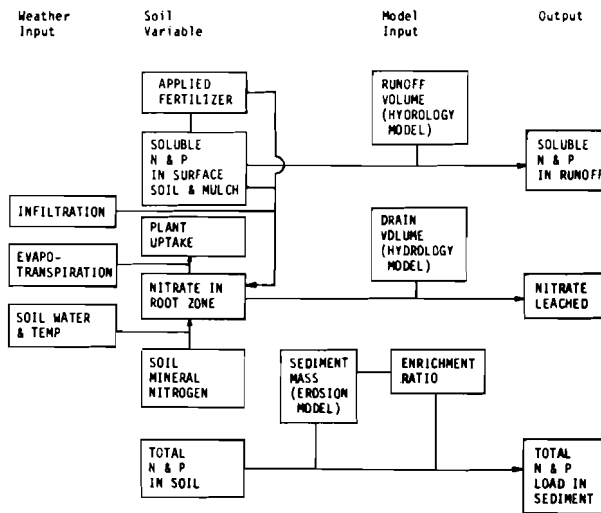 Weather
Input
Soil
Variable
Model
Input
Output
APPLIED
FERTILIZER
RUNOFF
VOLUME
(HYDROLOGY
MODEL)
SOLUBLE
N & P
IN SURFACE
SOIL & MULCH
SOLUBLE
N & P
IN RUNOFF
INFILTRATION
PLANT
UPTAKE
DRAIN
VOLUME
(HYDROLOGY
MODEL)
EVAPO-
TRANSPIRATION
NITRATE IN
ROOT ZONE
NITRATE
LEACHED
SOIL WATER
& TEMP
SOIL
MINERAL
NITROGEN
SEDIMENT
MASS
(EROSION
MODEL)
ENRICHMENT
RATIO
TOTAL
N & P
IN SOIL
TOTAL
N & P
LOAD IN
SEDIMENT